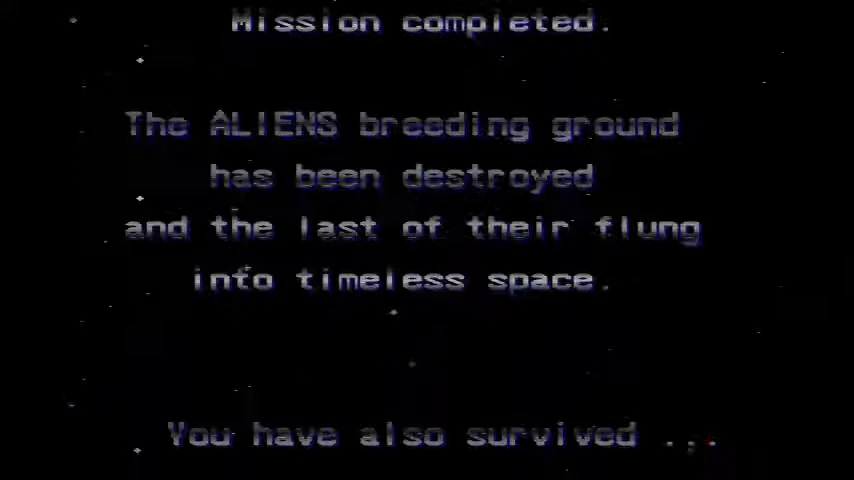 Mission completed.
The ALIENS breeding ground
has been destroyed
and the last of their flung
into timeless space.
You have also survived ...